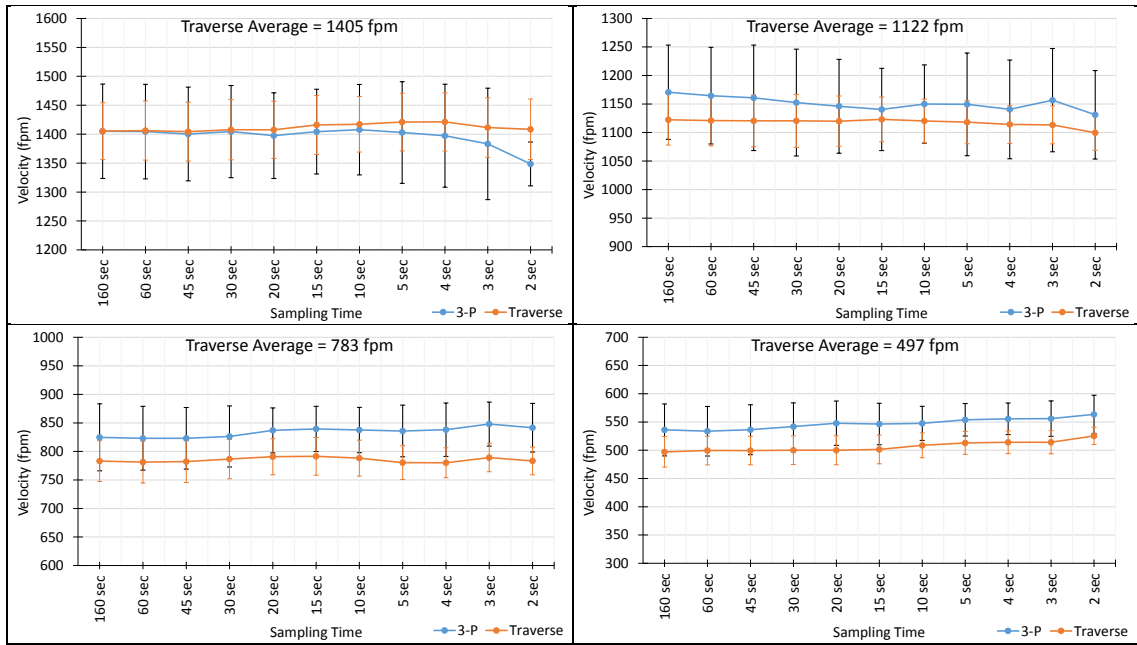 Traverse Average = 1405 fpm
1600
1550
1500
1450
1400
1350
1300
1250
1200
Velocity (fpm)
160 sec
60 sec
45 sec
30 sec
20 sec
15 sec
10 sec
5 sec
4 sec
3 sec
2 sec
Sampling Time
3-P Traverse
Traverse Average = 1122 fpm
1300
1250
1200
1150
1100
1050
1000
950
900
Velocity (fpm)
160 sec
60 sec
45 sec
30 sec
20 sec
15 sec
10 sec
5 sec
4 sec
3 sec
2 sec
Sampling Time
3-P Traverse
Traverse Average = 783 fpm
1000
950
900
850
800
750
700
650
600
Velocity (fpm)
160 sec
60 sec
45 sec
30 sec
20 sec
15 sec
10 sec
5 sec
4 sec
3 sec
2 sec
Sampling Time
3-P Traverse
Traverse Average = 497 fpm
700
650
600
550
500
450
400
350
300
Velocity (fpm)
160 sec
60 sec
45 sec
30 sec
20 sec
15 sec
10 sec
5 sec
4 sec
3 sec
2 sec
Sampling Time
3-P Traverse